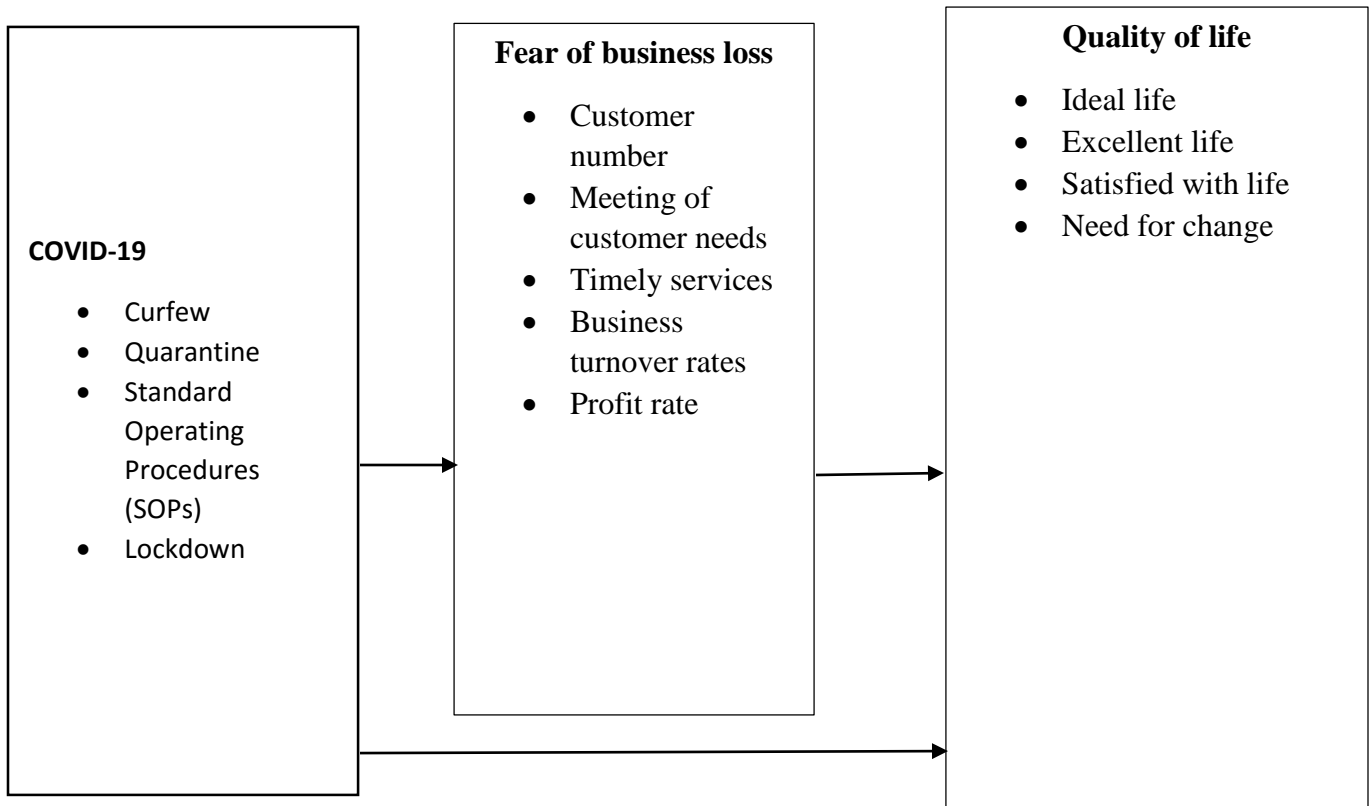 COVID-19
• Curfew
• Quarantine
• Standard
Operating
Procedures
(SOPs)
• Lockdown
Fear of business loss
• Customer
number
• Meeting of
customer needs
• Timely services
• Business
turnover rates
• Profit rate
Quality of life
• Ideal life
• Excellent life
• Satisfied with life
• Need for change